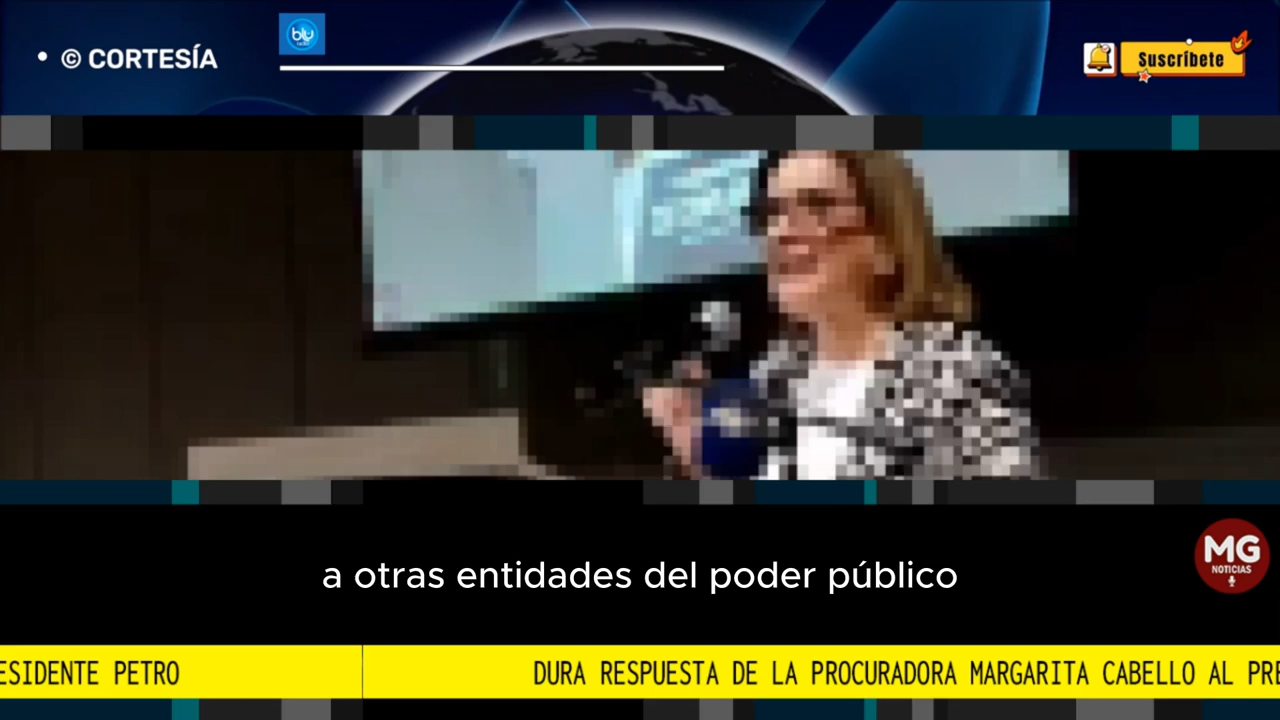 • © CORTESÍA
blu
Suscríbete
a otras entidades del poder público
MG
NOTICIAS
ESIDENTE PETRO
DURA RESPUESTA DE LA PROCURADORA MARGARITA CABELLO AL PRE